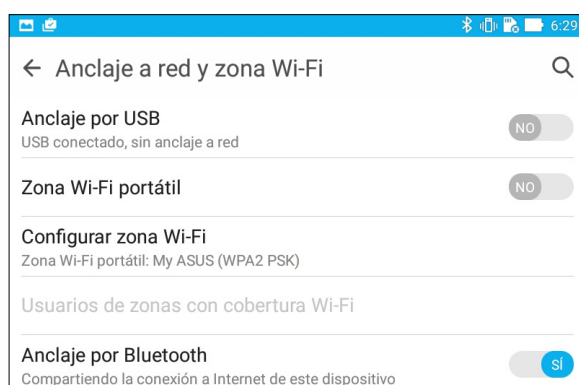 6:29
Anclaje a red y zona Wi-Fi
Anclaje por USB
NO
USB conectado, sin anclaje a red
Zona Wi-Fi portátil
NO
Configurar zona Wi-Fi
Zona Wi-Fi portátil: My ASUS (WPA2 PSK)
Usuarios de zonas con cobertura Wi-Fi
Anclaje por Bluetooth
SÍ
Compartiendo la conexión a Internet de este dispositivo